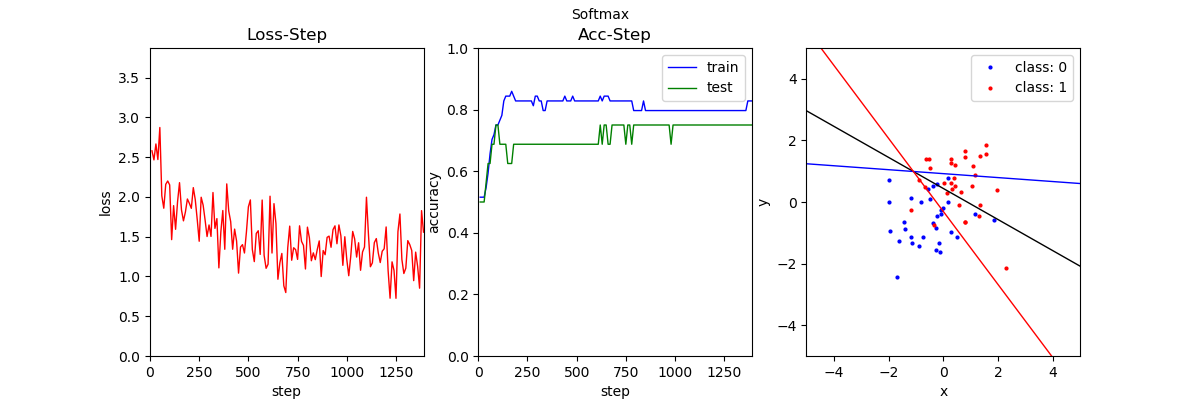 Softmax
Loss-Step
3.5
3.0
2.5
2.0
1.5
1.0
0.5
0.0
loss
0 250 500 750 1000 1250
step
Acc-Step
1.0
0.8
0.6
0.4
0.2
0.0
accuracy
train
test
0 250 500 750 1000 1250
step
4
2
0
−2
−4
y
class: 0
class: 1
−4 −2 0 2 4
x